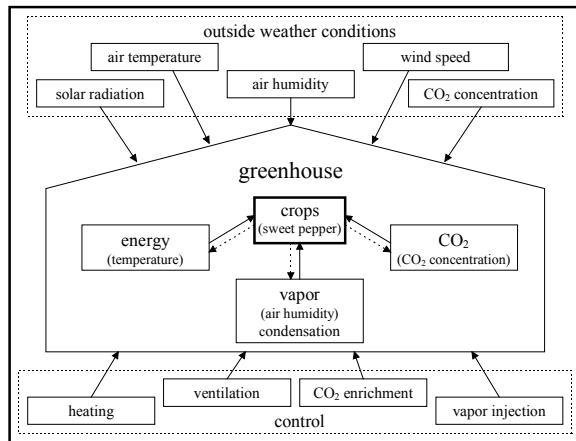 outside weather conditions
air temperature
wind speed
solar radiation
air humidity
CO₂ concentration
greenhouse
crops
(sweet pepper)
energy
(temperature)
CO₂
(CO₂ concentration)
vapor
(air humidity)
condensation
ventilation
CO₂ enrichment
heating
vapor injection
control